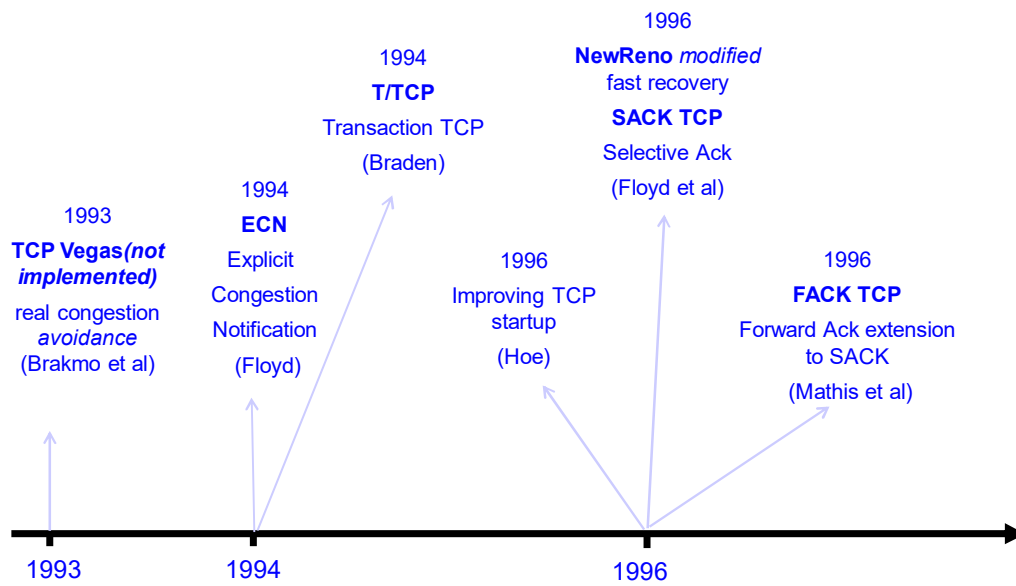 1993
TCP Vegas(not
implemented)
real congestion
avoidance
(Brakmo et al)
1994
ECN
Explicit
Congestion
Notification
(Floyd)
1994
T/TCP
Transaction TCP
(Braden)
1996
Improving TCP
startup
(Hoe)
1996
NewReno modified
fast recovery
SACK TCP
Selective Ack
(Floyd et al)
1996
FACK TCP
Forward Ack extension
to SACK
(Mathis et al)
1993
1994
1996